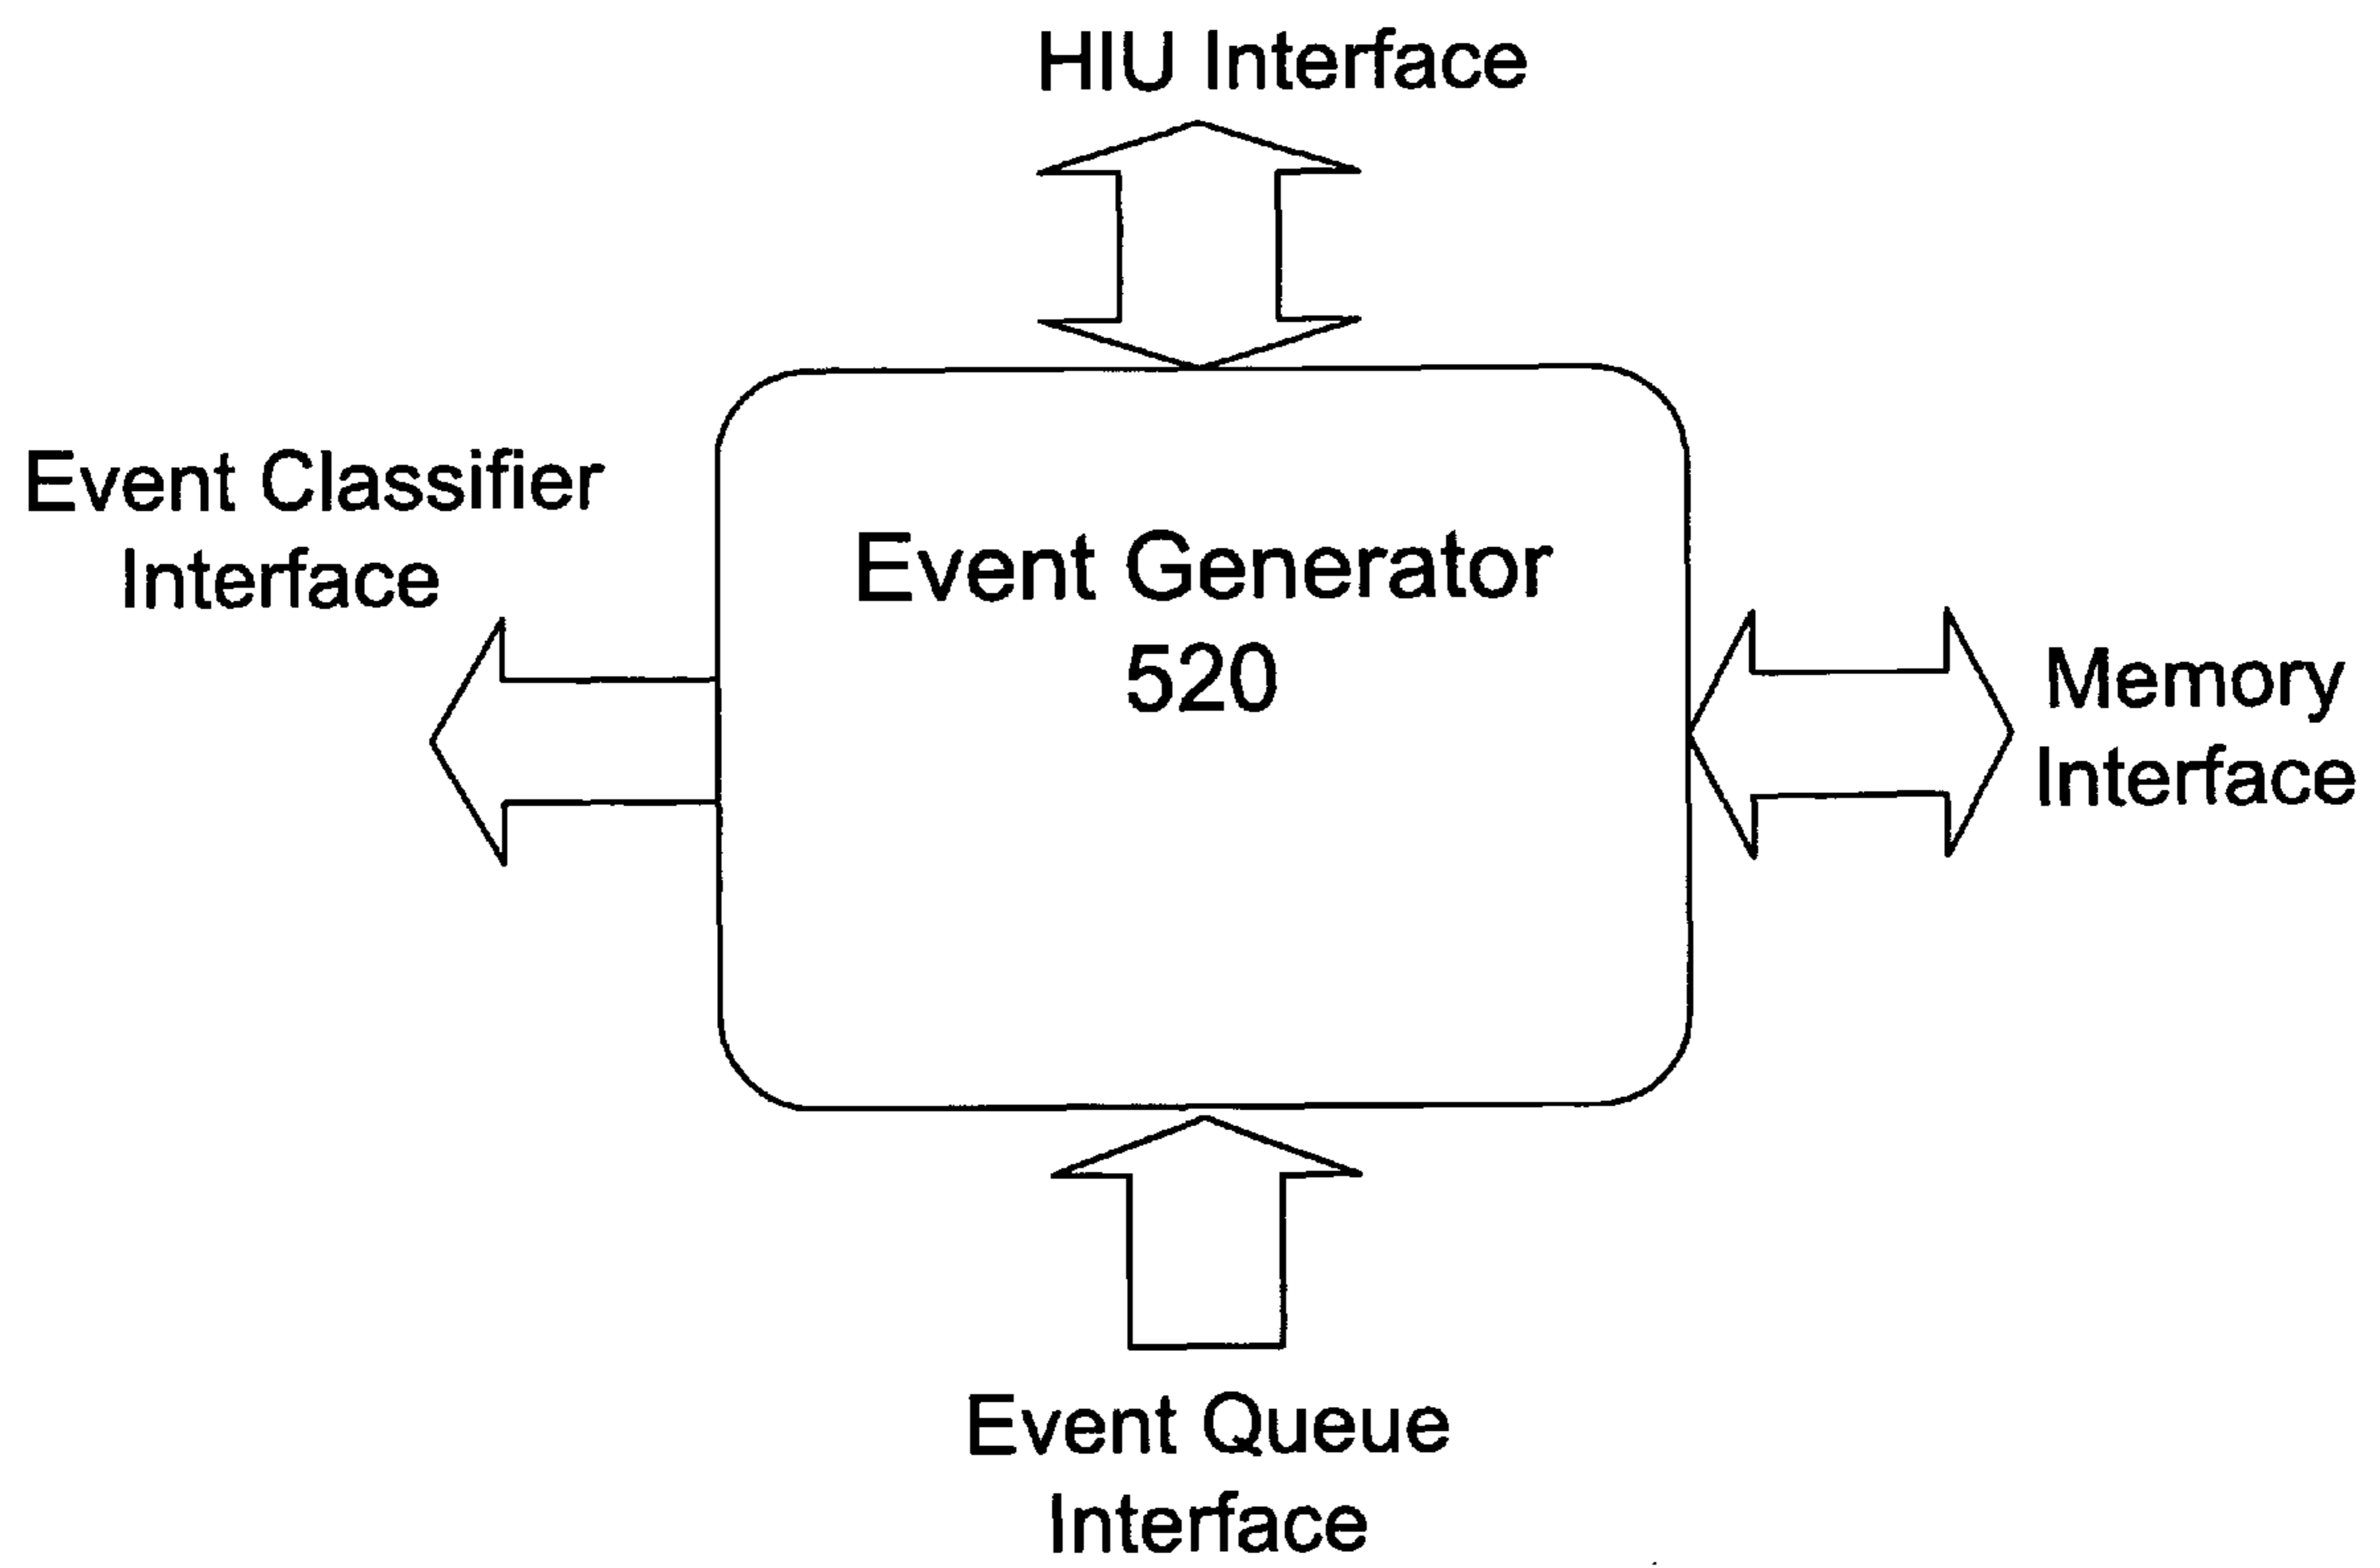 HIU Interface
Event Classifier
Interface
Event Generator
520
Memory
Interface
Event Queue
Interface